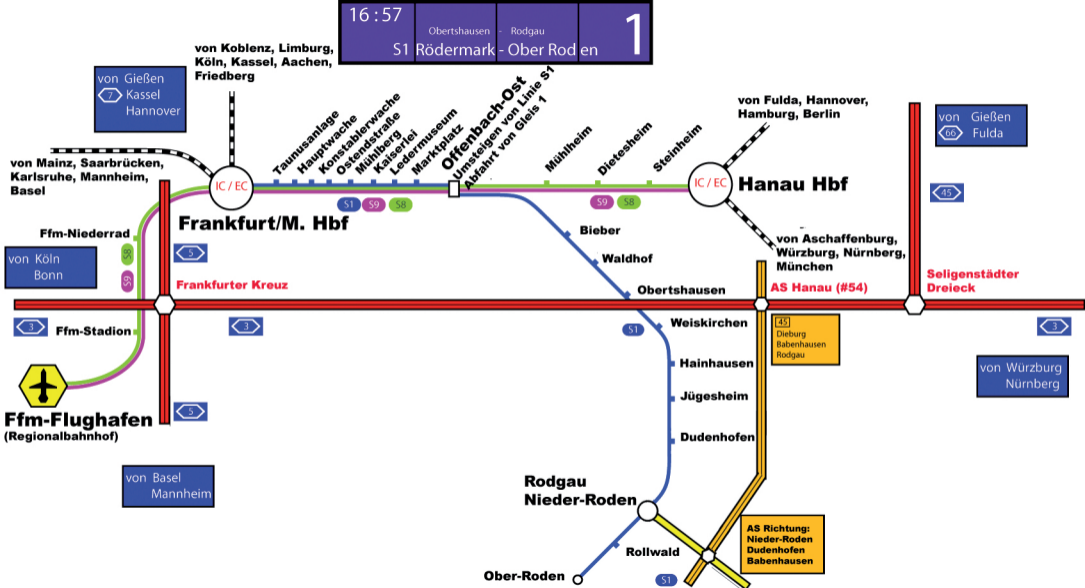 16:57
Obertshausen - Rodgau
S1 Rödermark - Ober Roden
1
von Koblenz, Limburg,
Köln, Kassel, Aachen,
Friedberg
von Gießen
7 Kassel
Hannover
von Mainz, Saarbrücken,
Karlsruhe, Mannheim,
Basel
IC / EC
Frankfurt/M. Hbf
Taunusanlage
Hauptwache
Konstablerwache
Ostendstraße
Mühlberg
Kaiserlei
Ledermuseum
Marktplatz
Offenbach-Ost
Umsteigen von Linie S1
Abfahrt von Gleis 1
S1
S9
S8
Mühlheim
Dietesheim
Steinheim
S9
S8
IC / EC
Hanau Hbf
von Fulda, Hannover,
Hamburg, Berlin
von Aschaffenburg,
Würzburg, Nürnberg,
München
von Gießen
66 Fulda
45
Ffm-Niederrad
S8
S9
5
von Köln
Bonn
Frankfurter Kreuz
3
3
Ffm-Stadion
Ffm-Flughafen
(Regionalbahnhof)
5
von Basel
Mannheim
Bieber
Waldhof
Obertshausen
S1
Weiskirchen
Hainhausen
Jügesheim
Dudenhofen
AS Hanau (#54)
45
Dieburg
Babenhausen
Rodgau
Seligenstädter
Dreieck
3
von Würzburg
Nürnberg
Rodgau
Nieder-Roden
Rollwald
Ober-Roden
S1
AS Richtung:
Nieder-Roden
Dudenhofen
Babenhausen